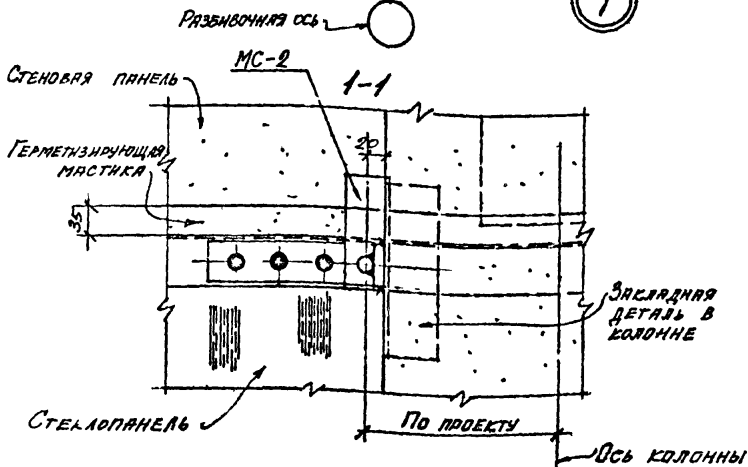 Разбивочная ось
1
МС-2
1-1
Стеновая панель
20
Герметизирующая
мастика
35
Закладная
деталь в
колонне
Стеклопанель
По проекту
Ось колонны